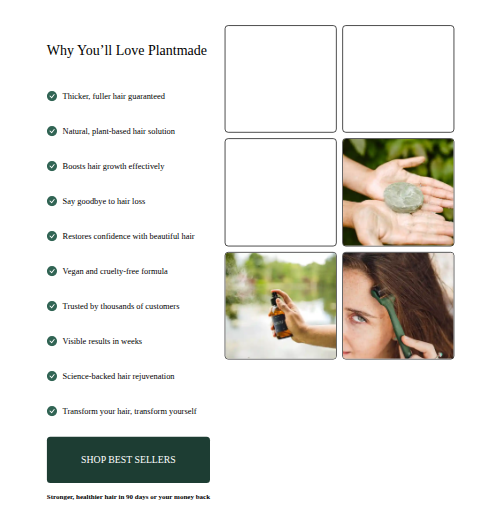 Why You’ll Love Plantmade
Thicker, fuller hair guaranteed
Natural, plant-based hair solution
Boosts hair growth effectively
Say goodbye to hair loss
Restores confidence with beautiful hair
Vegan and cruelty-free formula
Trusted by thousands of customers
Visible results in weeks
Science-backed hair rejuvenation
Transform your hair, transform yourself
SHOP BEST SELLERS
Stronger, healthier hair in 90 days or your money back